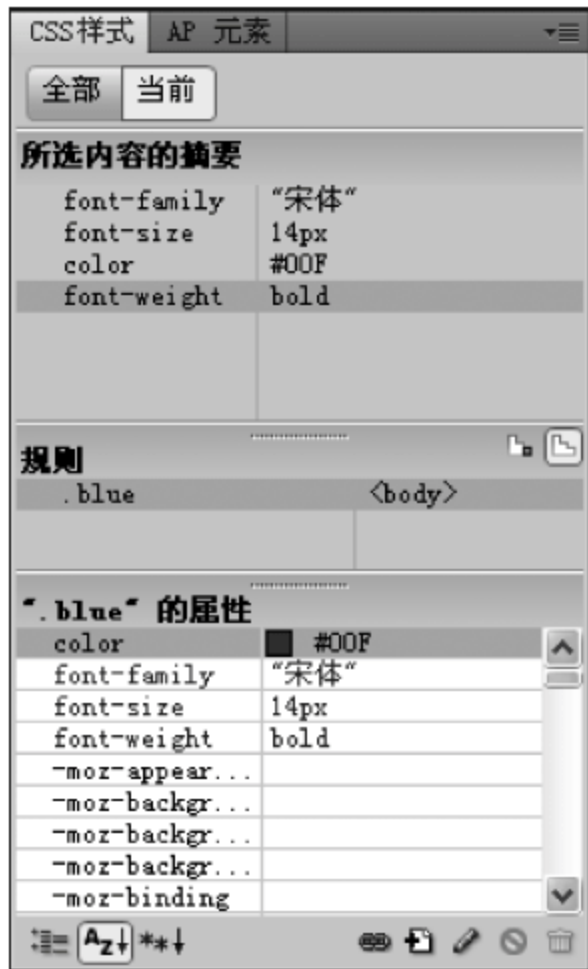 CSS样式 AP 元素
全部 当前
所选内容的摘要
font-family "宋体"
font-size 14px
color #00F
font-weight bold
规则
.blue <body>
".blue" 的属性
color #00F
font-family "宋体"
font-size 14px
font-weight bold
-moz-appear...
-moz-backgr...
-moz-backgr...
-moz-backgr...
-moz-binding
Az↓ **↓